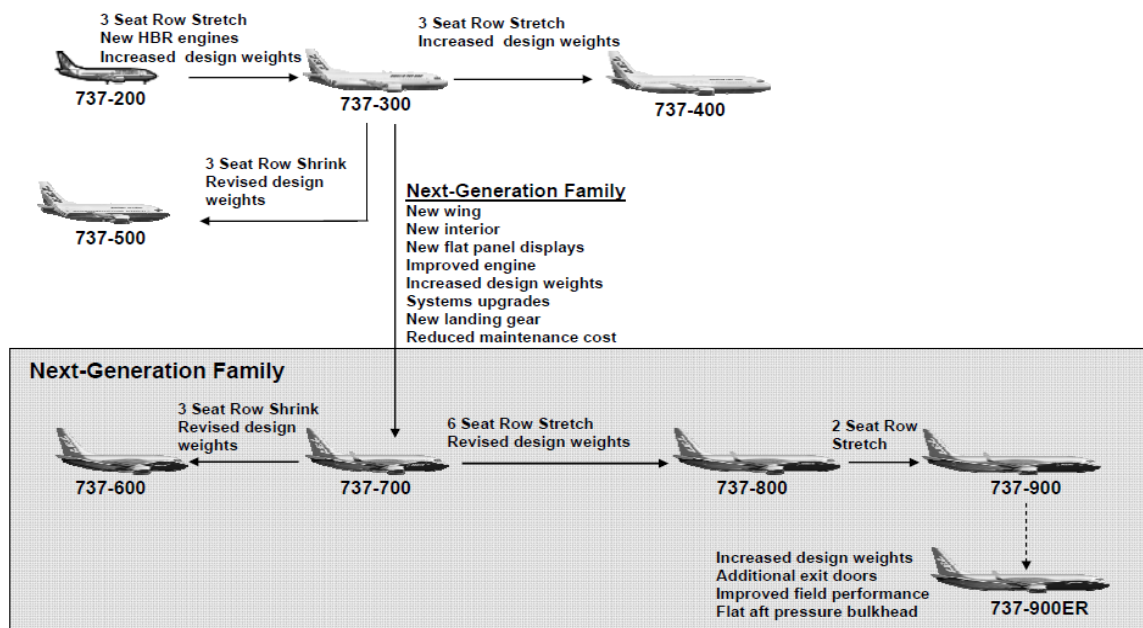 3 Seat Row Stretch
New HBR engines
Increased design weights
3 Seat Row Stretch
Increased design weights
737-200
737-300
737-400
3 Seat Row Shrink
Revised design
weights
737-500
Next-Generation Family
New wing
New interior
New flat panel displays
Improved engine
Increased design weights
Systems upgrades
New landing gear
Reduced maintenance cost
Next-Generation Family
3 Seat Row Shrink
Revised design
weights
6 Seat Row Stretch
Revised design weights
2 Seat Row
Stretch
737-600
737-700
737-800
737-900
Increased design weights
Additional exit doors
Improved field performance
Flat aft pressure bulkhead
737-900ER